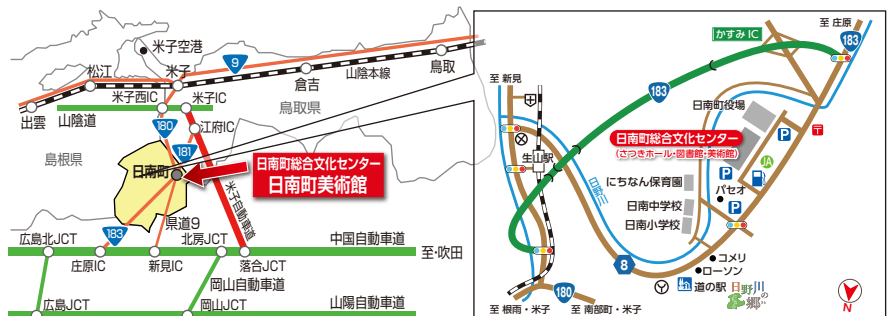 米子空港
9
松江
米子
山陰本線
倉吉
鳥取
出雲
米子西IC
米子IC
山陰道
鳥取県
180
江府IC
島根県
181
日南町
日南町総合文化センター
日南町美術館
米子自動車道
県道9
183
広島北JCT
北房JCT
中国自動車道
至・吹田
庄原IC
新見IC
落合JCT
岡山自動車道
広島JCT
岡山JCT
山陽自動車道
至 庄原
かすみIC
183
至 新見
183
日南町役場
日南町総合文化センター
(さつきホール・図書館・美術館)
P
〒
生山駅
JA
日野川
にちなん保育園
P
パセオ
日南中学校
P
日南小学校
コメリ
8
ローソン
道の駅
日野川の郷
180
至 根雨・米子
至 南部町・米子
N